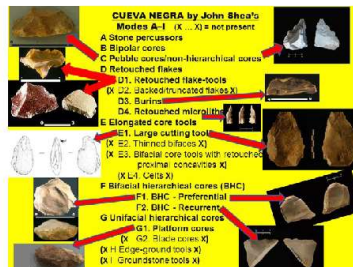 CUEVA NEGRA by John Shea's
Modes A–I (X ... X) = not present
A Stone percussors
B Bipolar cores
C Pebble cores/non-hierarchical cores
D Retouched flakes
D1. Retouched flake-tools
(X D2. Backed/truncated flakes X)
D3. Burins
D4. Retouched microliths
E Elongated core tools
E1. Large cutting tools
(X E2. Thinned bifaces X)
(X E3. Bifacial core tools with retouched
proximal concavities X)
(X E4. Celts X)
F Bifacial hierarchical cores (BHC)
F1. BHC - Preferential
F2. BHC - Recurrent
G Unifacial hierarchical cores
G1. Platform cores
(X G2. Blade cores X)
(X H Edge-ground tools X)
(X I Groundstone tools X)